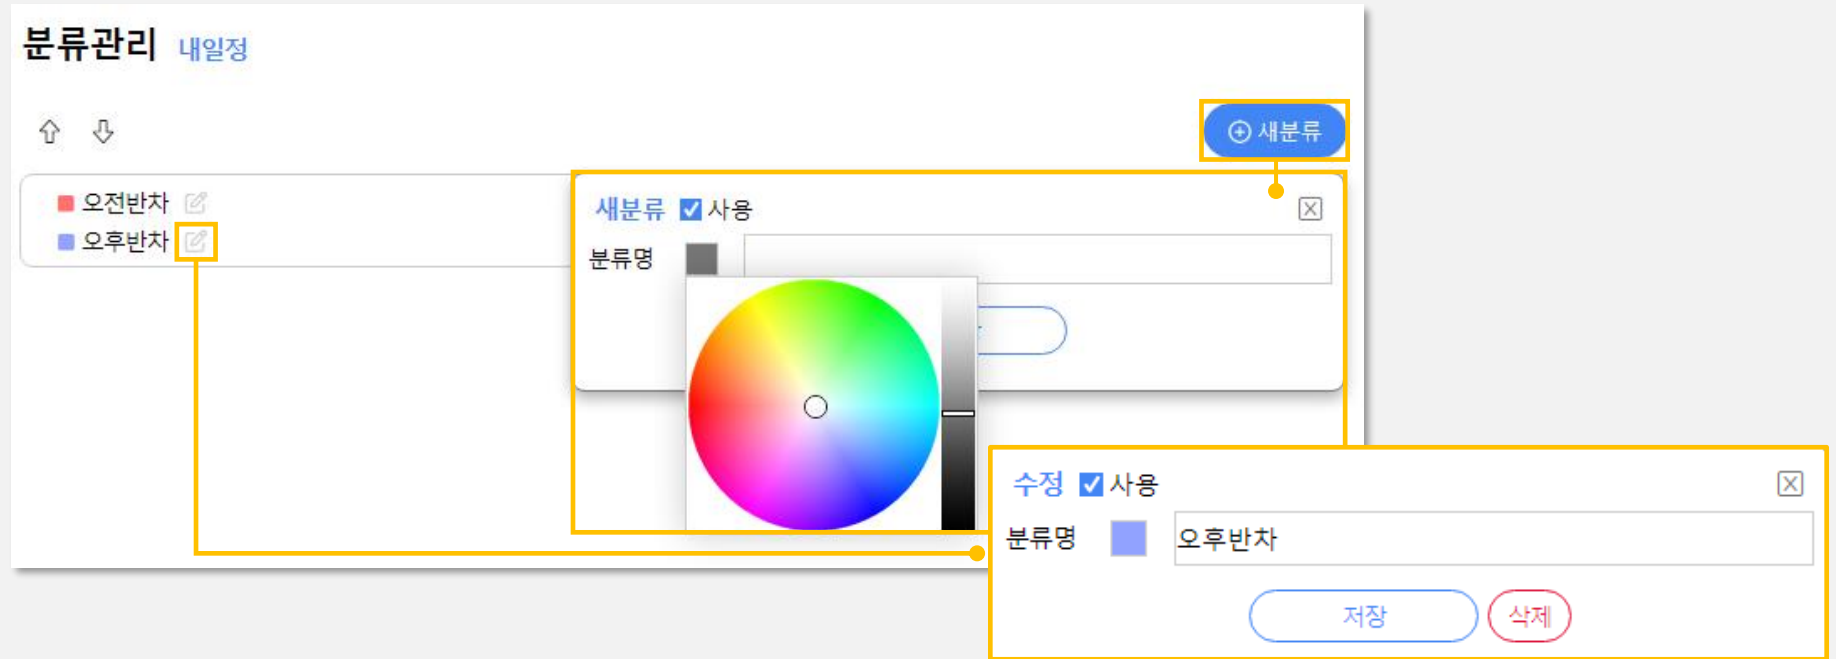 분류관리 내일정
새분류
오전반차
오후반차
새분류 사용
분류명
수정 사용
분류명 오후반차
저장 삭제